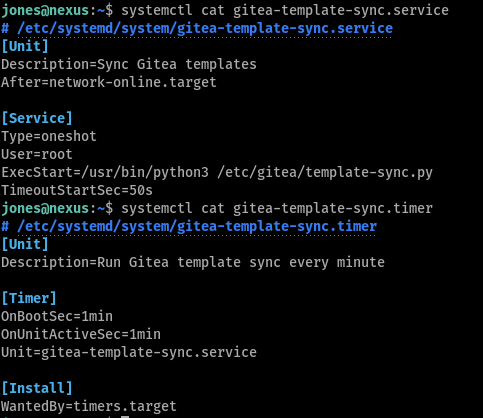 jones@nexus:~$ systemctl cat gitea-template-sync.service
# /etc/systemd/system/gitea-template-sync.service
[Unit]
Description=Sync Gitea templates
After=network-online.target

[Service]
Type=oneshot
User=root
ExecStart=/usr/bin/python3 /etc/gitea/template-sync.py
TimeoutStartSec=50s
jones@nexus:~$ systemctl cat gitea-template-sync.timer
# /etc/systemd/system/gitea-template-sync.timer
[Unit]
Description=Run Gitea template sync every minute

[Timer]
OnBootSec=1min
OnUnitActiveSec=1min
Unit=gitea-template-sync.service

[Install]
WantedBy=timers.target